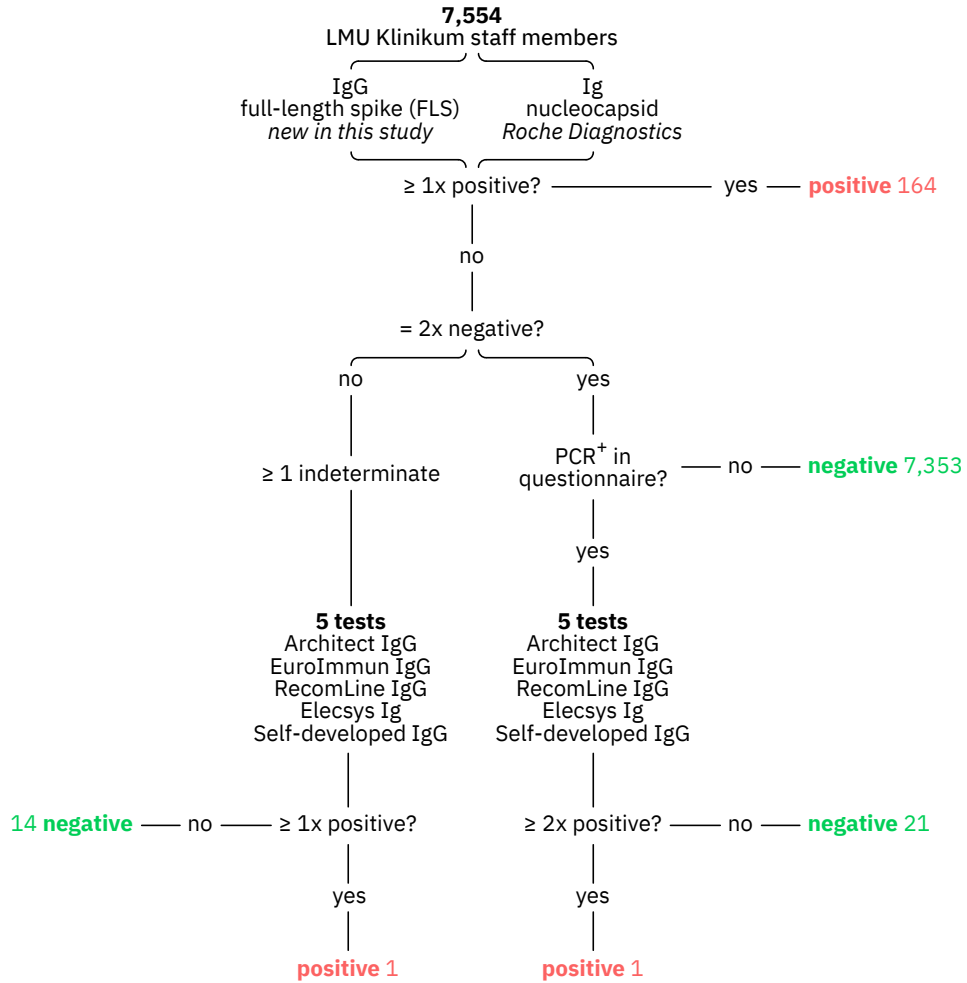 7,554
LMU Klinikum staff members
IgG
full-length spike (FLS)
new in this study
Ig
nucleocapsid
Roche Diagnostics
≥ 1x positive?
yes
positive 164
no
= 2x negative?
no
yes
≥ 1 indeterminate
PCR+ in
questionnaire?
no
negative 7,353
yes
5 tests
Architect IgG
EuroImmun IgG
RecomLine IgG
Elecsys Ig
Self-developed IgG
5 tests
Architect IgG
EuroImmun IgG
RecomLine IgG
Elecsys Ig
Self-developed IgG
14 negative
no
≥ 1x positive?
≥ 2x positive?
no
negative 21
yes
yes
positive 1
positive 1